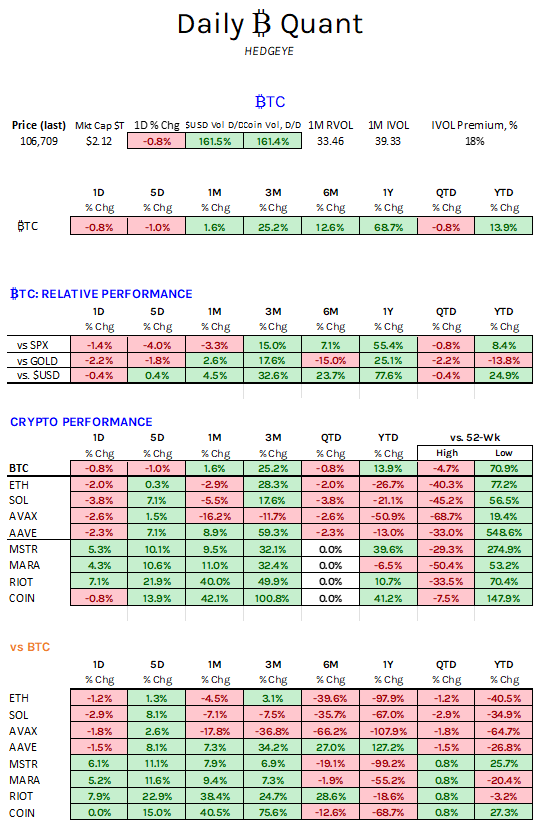 Daily ₿ Quant
HEDGEYE
₿TC
Price (last) Mkt Cap $T 1D % Chg $USD Vol D/D Coin Vol, D/D 1M RVOL 1M IVOL IVOL Premium, %
106,709 $2.12 -0.8% 161.5% 161.4% 33.46 39.33 18%
1D 5D 1M 3M 6M 1Y QTD YTD
% Chg % Chg % Chg % Chg % Chg % Chg % Chg % Chg
₿TC -0.8% -1.0% 1.6% 25.2% 12.6% 68.7% -0.8% 13.9%
₿TC: RELATIVE PERFORMANCE
1D 5D 1M 3M 6M 1Y QTD YTD
% Chg % Chg % Chg % Chg % Chg % Chg % Chg % Chg
vs SPX -1.4% -4.0% -3.3% 15.0% 7.1% 55.4% -0.8% 8.4%
vs GOLD -2.2% -1.8% 2.6% 17.6% -15.0% 25.1% -2.2% -13.8%
vs. $USD -0.4% 0.4% 4.5% 32.6% 23.7% 77.6% -0.4% 24.9%
CRYPTO PERFORMANCE
1D 5D 1M 3M QTD YTD vs. 52-Wk
% Chg % Chg % Chg % Chg % Chg % Chg High Low
BTC -0.8% -1.0% 1.6% 25.2% -0.8% 13.9% -4.7% 70.9%
ETH -2.0% 0.3% -2.9% 28.3% -2.0% -26.7% -40.3% 77.2%
SOL -3.8% 7.1% -5.5% 17.6% -3.8% -21.1% -45.2% 56.5%
AVAX -2.6% 1.5% -16.2% -11.7% -2.6% -50.9% -68.7% 19.4%
AAVE -2.3% 7.1% 8.9% 59.3% -2.3% -13.0% -33.0% 548.6%
MSTR 5.3% 10.1% 9.5% 32.1% 0.0% 39.6% -29.3% 274.9%
MARA 4.3% 10.6% 11.0% 32.4% 0.0% -6.5% -50.4% 53.2%
RIOT 7.1% 21.9% 40.0% 49.9% 0.0% 10.7% -33.5% 70.4%
COIN -0.8% 13.9% 42.1% 100.8% 0.0% 41.2% -7.5% 147.9%
vs BTC
1D 5D 1M 3M 6M 1Y QTD YTD
% Chg % Chg % Chg % Chg % Chg % Chg % Chg % Chg
ETH -1.2% 1.3% -4.5% 3.1% -39.6% -97.9% -1.2% -40.5%
SOL -2.9% 8.1% -7.1% -7.5% -35.7% -67.0% -2.9% -34.9%
AVAX -1.8% 2.6% -17.8% -36.8% -66.2% -107.9% -1.8% -64.7%
AAVE -1.5% 8.1% 7.3% 34.2% 27.0% 127.2% -1.5% -26.8%
MSTR 6.1% 11.1% 7.9% 6.9% -19.1% -99.2% 0.8% 25.7%
MARA 5.2% 11.6% 9.4% 7.3% -1.9% -55.2% 0.8% -20.4%
RIOT 7.9% 22.9% 38.4% 24.7% 28.6% -18.6% 0.8% -3.2%
COIN 0.0% 15.0% 40.5% 75.6% -12.6% -68.7% 0.8% 27.3%